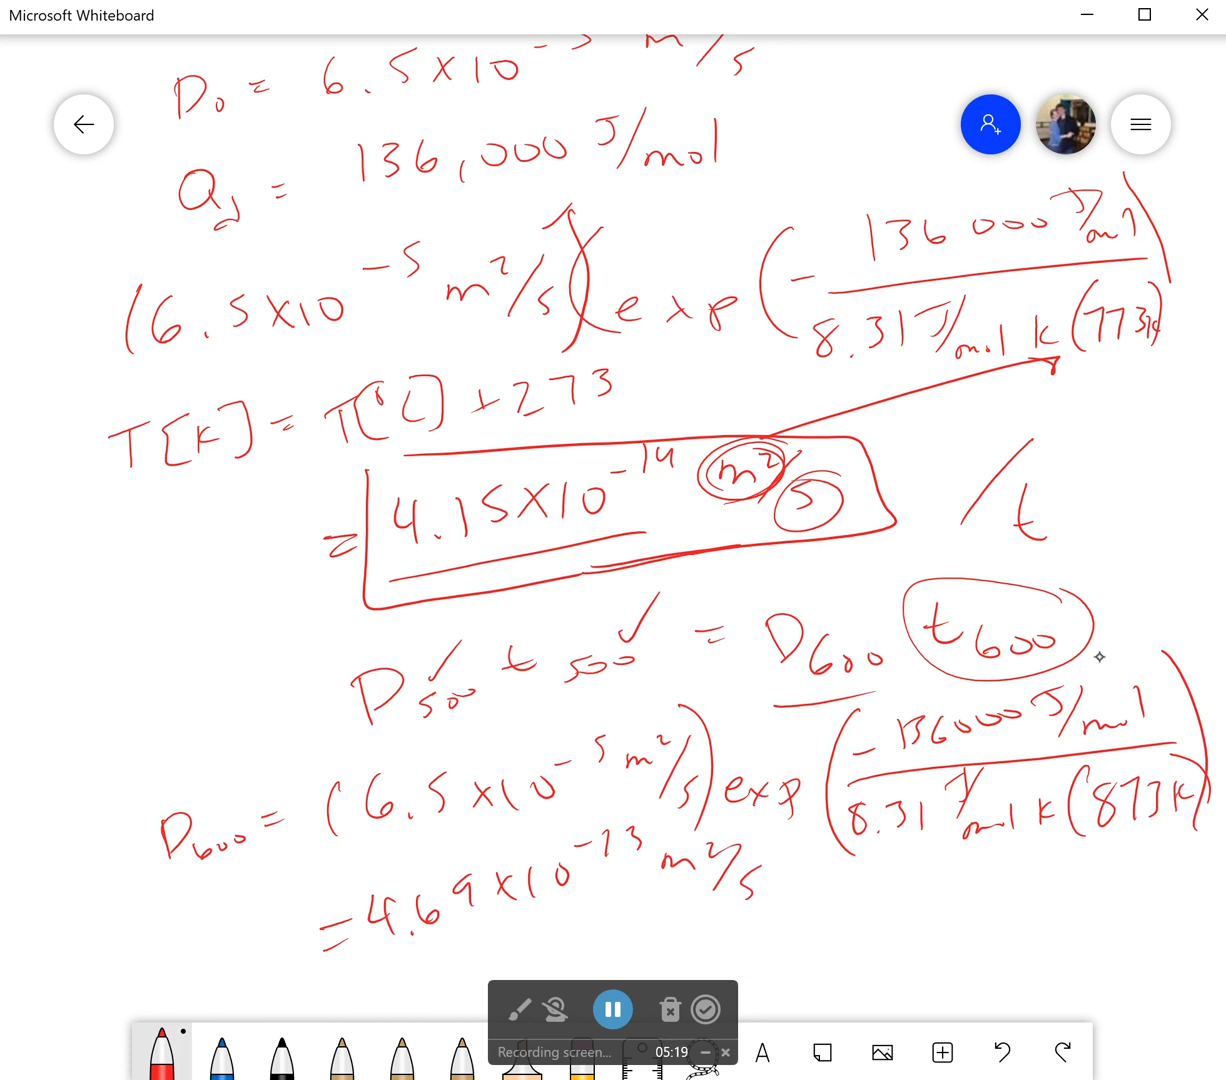 Microsoft Whiteboard
D₀ = 6.5 × 10⁻⁵ m/s
Q_d = 136,000 J/mol
(6.5×10⁻⁵ m²/s)(exp(-136000 J/mol / 8.31 J/mol K (773K)
T[K] = T[°C] + 273
= 4.15×10⁻¹⁴ m²/s
/t
D₅₀₀ ✓ t₅₀₀ ✓ = D₆₀₀ t₆₀₀
D₆₀₀ = (6.5×10⁻⁵ m²/s) exp(-136000 J/mol / 8.31 J/mol K (873K))
= 4.69×10⁻¹³ m²/s
Recording screen... 05:19
A